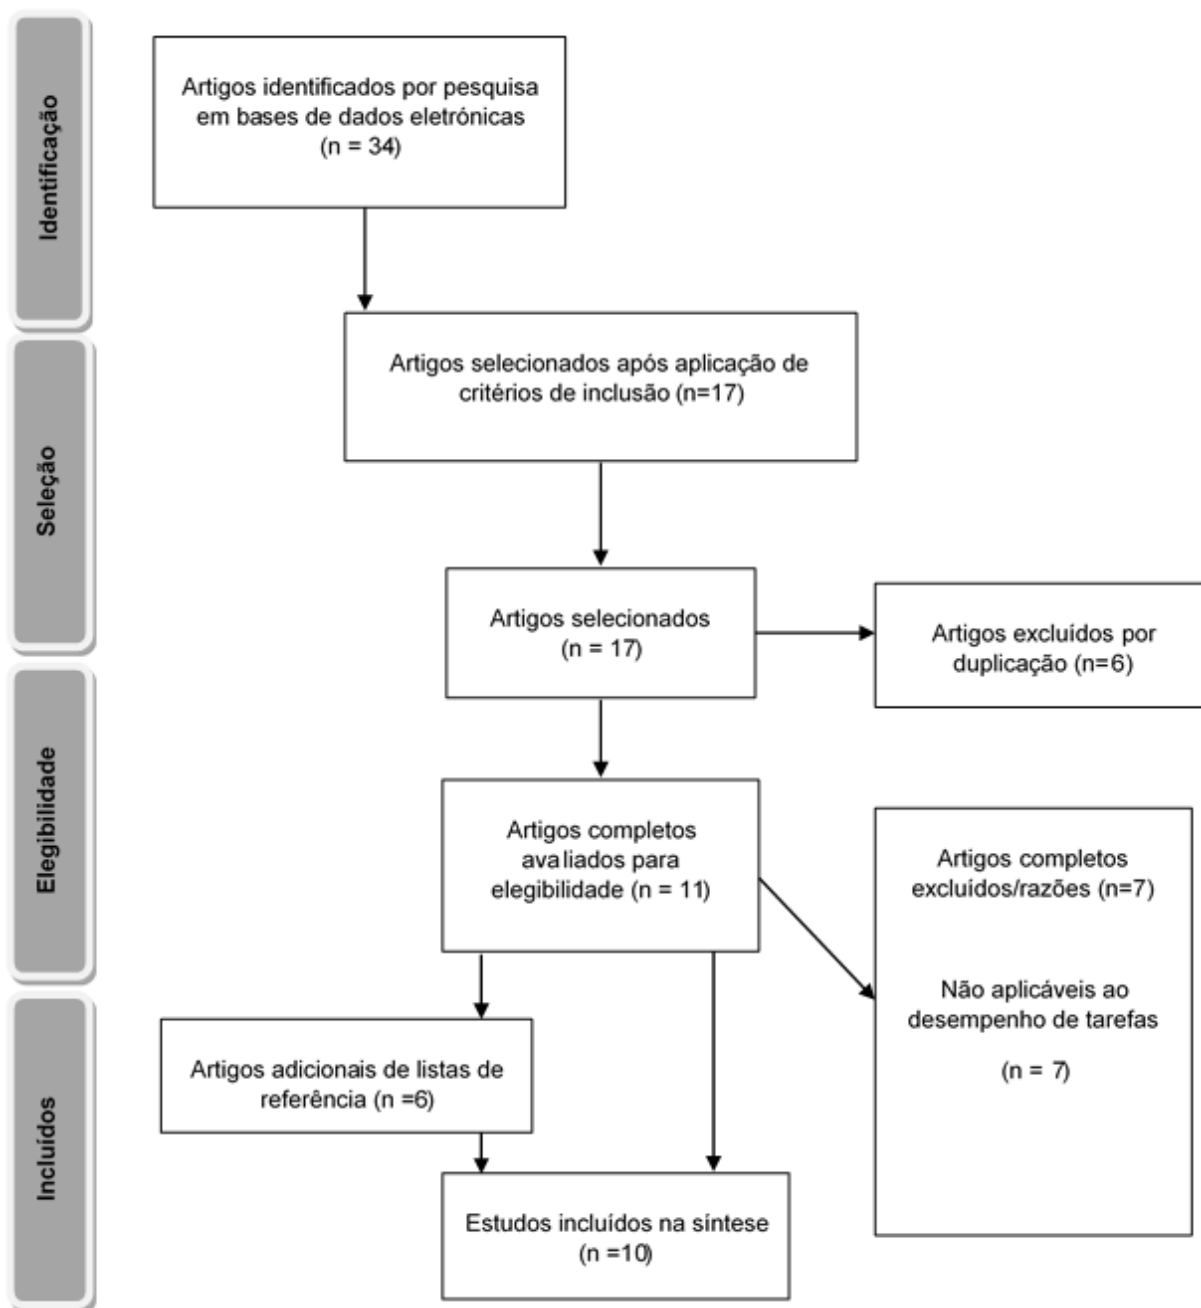 Identificação
Artigos identificados por pesquisa
em bases de dados eletrónicas
(n = 34)
Seleção
Artigos selecionados após aplicação de
critérios de inclusão (n=17)
Artigos selecionados
(n = 17)
Artigos excluídos por
duplicação (n=6)
Elegibilidade
Artigos completos
avaliados para
elegibilidade (n = 11)
Artigos completos
excluídos/razões (n=7)
Não aplicáveis ao
desempenho de tarefas
(n = 7)
Incluídos
Artigos adicionais de listas de
referência (n =6)
Estudos incluídos na síntese
(n =10)